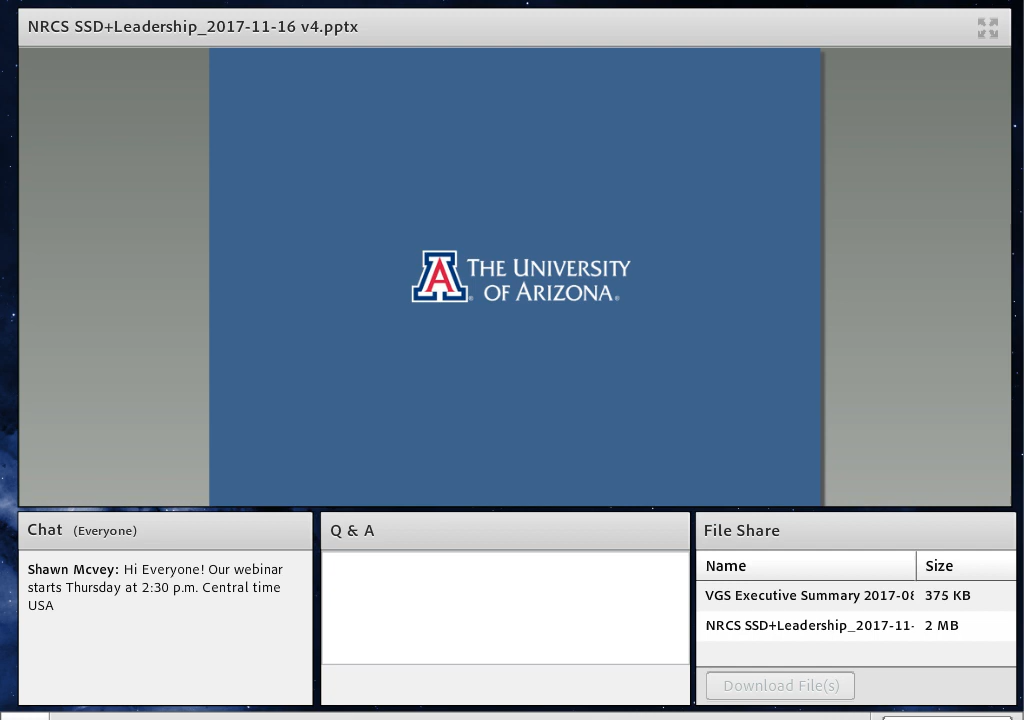 NRCS SSD+Leadership_2017-11-16 v4.pptx
A THE UNIVERSITY
OF ARIZONA.
Chat (Everyone)
Shawn Mcvey: Hi Everyone! Our webinar
starts Thursday at 2:30 p.m. Central time
USA
Q & A
File Share
Name Size
VGS Executive Summary 2017-08 375 KB
NRCS SSD+Leadership_2017-11- 2 MB
Download File(s)